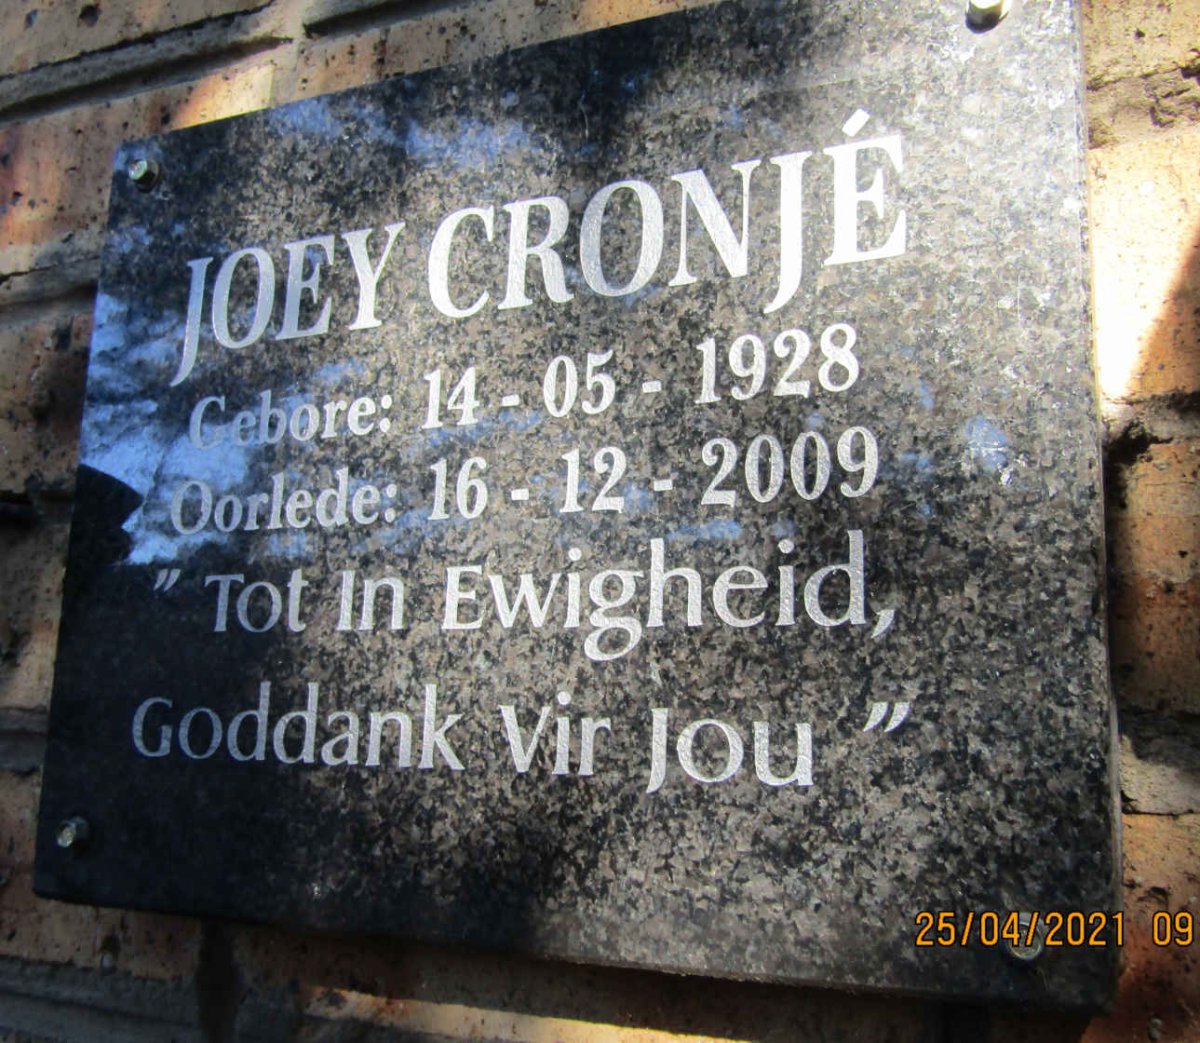 JOEY CRONJÉ
Gebore: 14 - 05 - 1928
Oorlede: 16 - 12 - 2009
" Tot In Ewigheid,
Goddank Vir Jou "
25/04/2021 09